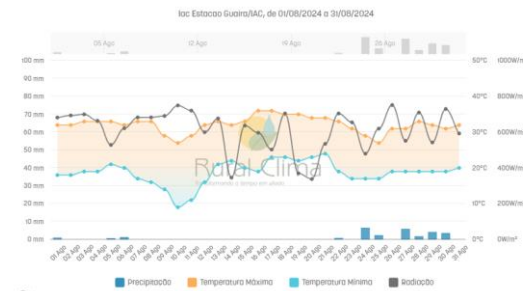 Iac Estacao Guaira/IAC, de 01/08/2024 a 31/08/2024
05 Ago 12 Ago 19 Ago 26 Ago
100 mm 50°C 1000W/m
90 mm
80 mm 40°C 800W/m
70 mm
60 mm 30°C 600W/m
50 mm
40 mm 20°C 400W/m
30 mm
20 mm 10°C 200W/m
10 mm
0 mm 0°C 0W/m²
Rural Clima
01 Ago 02 Ago 03 Ago 04 Ago 05 Ago 06 Ago 07 Ago 08 Ago 09 Ago 10 Ago 11 Ago 12 Ago 13 Ago 14 Ago 15 Ago 16 Ago 17 Ago 18 Ago 19 Ago 20 Ago 21 Ago 22 Ago 23 Ago 24 Ago 25 Ago 26 Ago 27 Ago 28 Ago 29 Ago 30 Ago 31 Ago
Precipitação Temperatura Máxima Temperatura Mínima Radiação